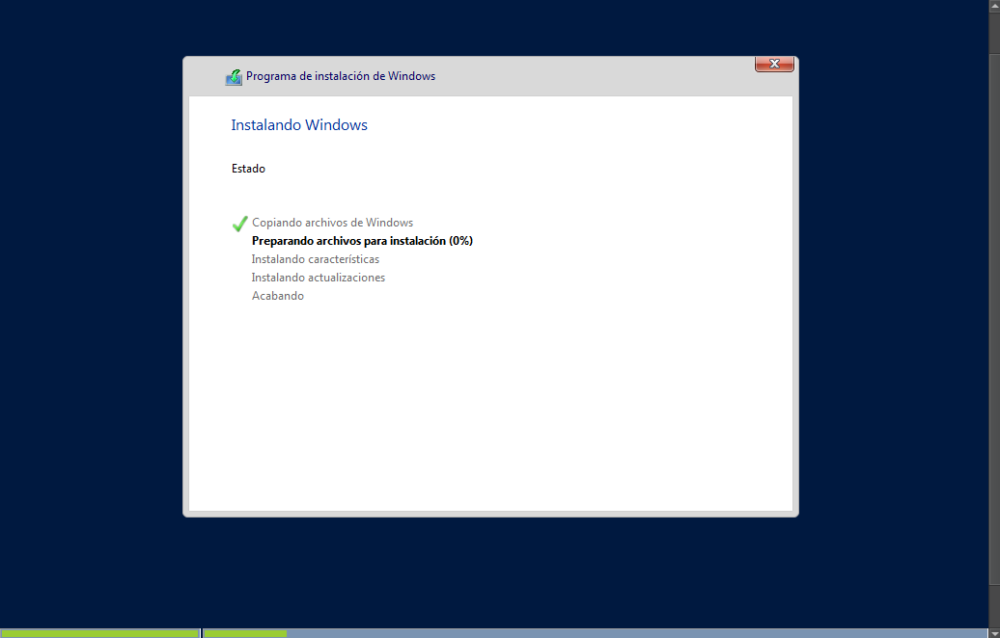 Programa de instalación de Windows
Instalando Windows
Estado
Copiando archivos de Windows
Preparando archivos para instalación (0%)
Instalando características
Instalando actualizaciones
Acabando